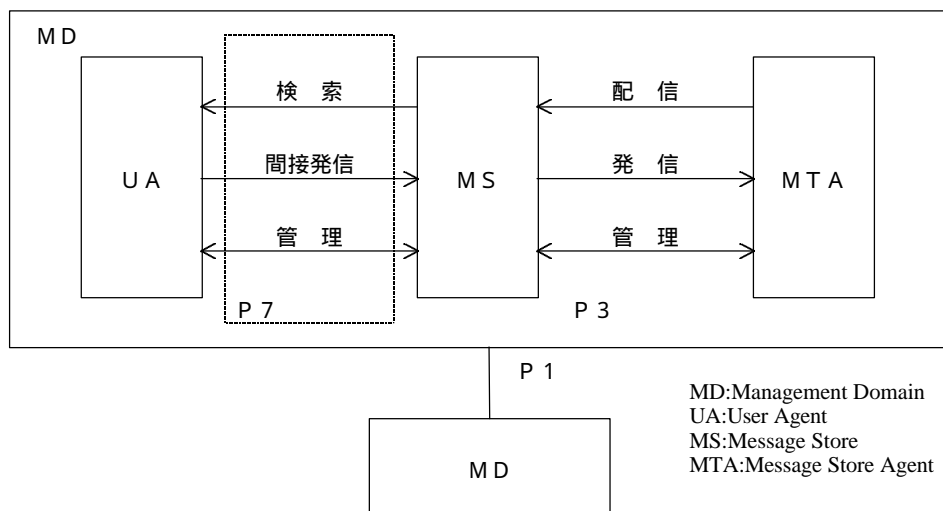 MD
検 索
配 信
UA
間接発信
MS
発 信
MTA
管 理
管 理
P7
P3
P1
MD:Management Domain
UA:User Agent
MS:Message Store
MTA:Message Store Agent
MD